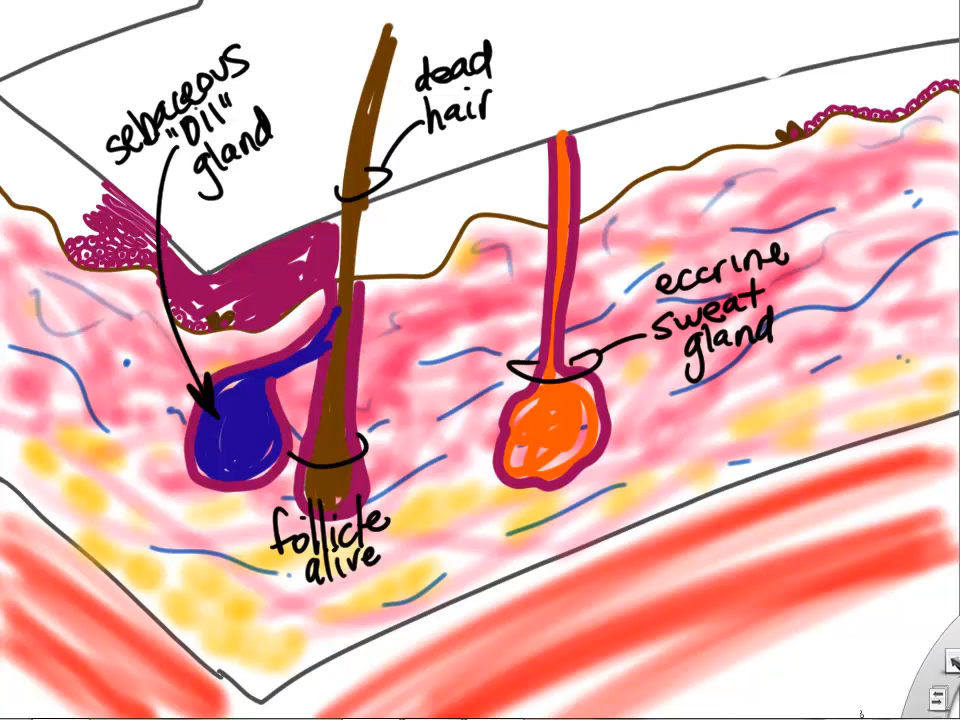 sebaceous
"oil"
gland
dead
hair
eccrine
sweat
gland
follicle
alive